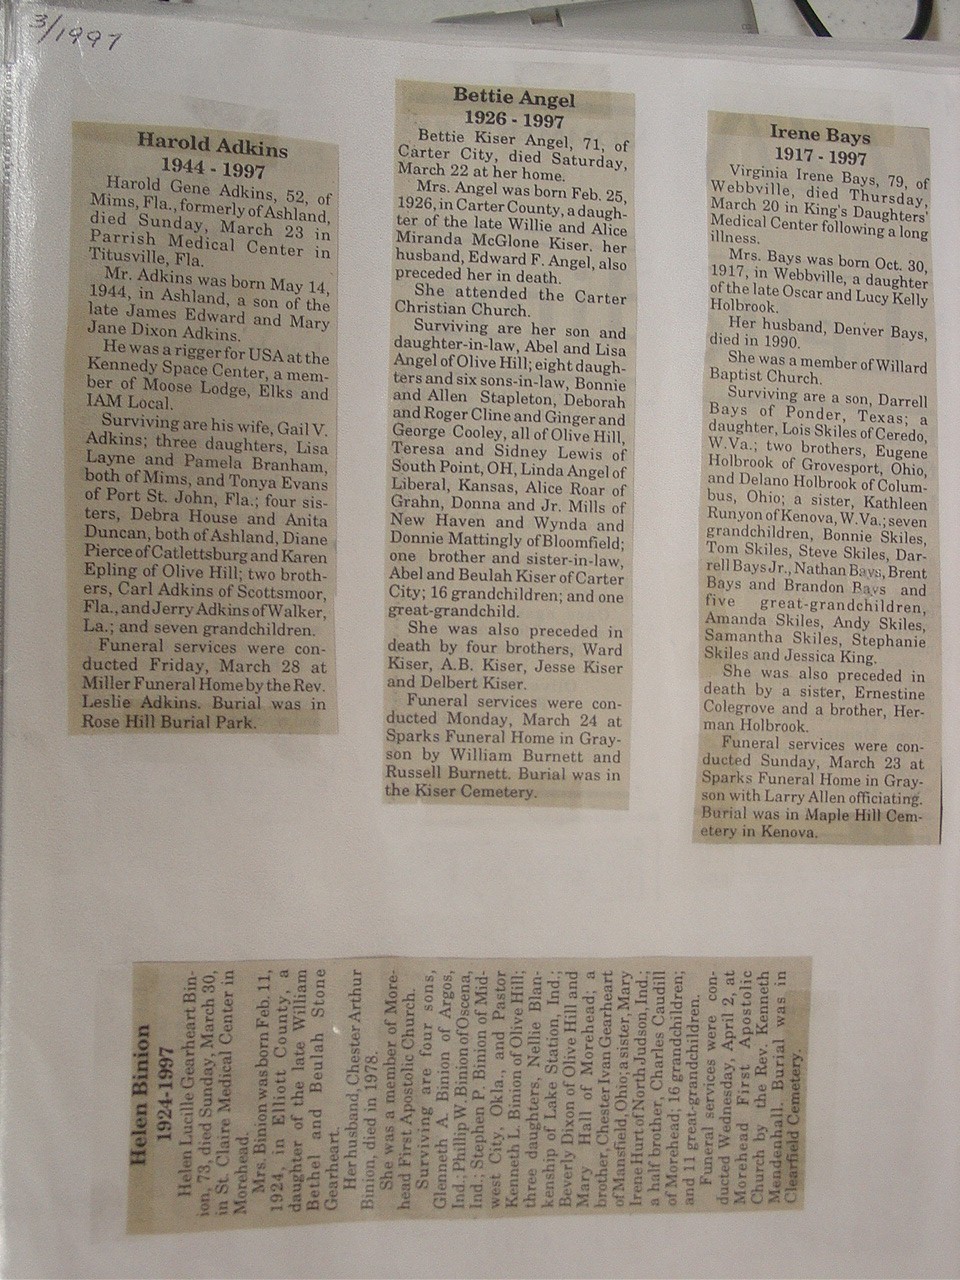 3/1997
Harold Adkins
1944 - 1997
Harold Gene Adkins, 52, of
Mims, Fla., formerly of Ashland,
died Sunday, March 23 in
Parrish Medical Center in
Titusville, Fla.
Mr. Adkins was born May 14,
1944, in Ashland, a son of the
late James Edward and Mary
Jane Dixon Adkins.
He was a rigger for USA at the
Kennedy Space Center, a mem-
ber of Moose Lodge, Elks and
IAM Local.
Surviving are his wife, Gail V.
Adkins; three daughters, Lisa
Layne and Pamela Branham,
both of Mims, and Tonya Evans
of Port St. John, Fla.; four sis-
ters, Debra House and Anita
Duncan, both of Ashland, Diane
Pierce of Catlettsburg and Karen
Epling of Olive Hill; two broth-
ers, Carl Adkins of Scottsmoor,
Fla., and Jerry Adkins of Walker,
La.; and seven grandchildren.
Funeral services were con-
ducted Friday, March 28 at
Miller Funeral Home by the Rev.
Leslie Adkins. Burial was in
Rose Hill Burial Park.
Bettie Angel
1926 - 1997
Bettie Kiser Angel, 71, of
Carter City, died Saturday,
March 22 at her home.
Mrs. Angel was born Feb. 25,
1926, in Carter County, a daugh-
ter of the late Willie and Alice
Miranda McGlone Kiser. her
husband, Edward F. Angel, also
preceded her in death.
She attended the Carter
Christian Church.
Surviving are her son and
daughter-in-law, Abel and Lisa
Angel of Olive Hill; eight daugh-
ters and six sons-in-law, Bonnie
and Allen Stapleton, Deborah
and Roger Cline and Ginger and
George Cooley, all of Olive Hill,
Teresa and Sidney Lewis of
South Point, OH, Linda Angel of
Liberal, Kansas, Alice Roar of
Grahn, Donna and Jr. Mills of
New Haven and Wynda and
Donnie Mattingly of Bloomfield;
one brother and sister-in-law,
Abel and Beulah Kiser of Carter
City; 16 grandchildren; and one
great-grandchild.
She was also preceded in
death by four brothers, Ward
Kiser, A.B. Kiser, Jesse Kiser
and Delbert Kiser.
Funeral services were con-
ducted Monday, March 24 at
Sparks Funeral Home in Gray-
son by William Burnett and
Russell Burnett. Burial was in
the Kiser Cemetery.
Irene Bays
1917 - 1997
Virginia Irene Bays, 79, of
Webbville, died Thursday,
March 20 in King's Daughters'
Medical Center following a long
illness.
Mrs. Bays was born Oct. 30,
1917, in Webbville, a daughter
of the late Oscar and Lucy Kelly
Holbrook.
Her husband, Denver Bays,
died in 1990.
She was a member of Willard
Baptist Church.
Surviving are a son, Darrell
Bays of Ponder, Texas; a
daughter, Lois Skiles of Ceredo,
W.Va.; two brothers, Eugene
Holbrook of Grovesport, Ohio,
and Delano Holbrook of Colum-
bus, Ohio; a sister, Kathleen
Runyon of Kenova, W.Va.; seven
grandchildren, Bonnie Skiles,
Tom Skiles, Steve Skiles, Dar-
rell Bays Jr., Nathan Bays, Brent
Bays and Brandon Bays and
five great-grandchildren,
Amanda Skiles, Andy Skiles,
Samantha Skiles, Stephanie
Skiles and Jessica King.
She was also preceded in
death by a sister, Ernestine
Colegrove and a brother, Her-
man Holbrook.
Funeral services were con-
ducted Sunday, March 23 at
Sparks Funeral Home in Gray-
son with Larry Allen officiating.
Burial was in Maple Hill Cem-
etery in Kenova.
Helen Binion
1924-1997
Helen Lucille Gearheart Bin-
ion, 73, died Sunday, March 30,
in St. Claire Medical Center in
Morehead.
Mrs. Binion was born Feb. 11,
1924, in Elliott County, a
daughter of the late William
Bethel and Beulah Stone
Gearheart.
Her husband, Chester Arthur
Binion, died in 1978.
She was a member of More-
head First Apostolic Church.
Surviving are four sons,
Glenneth A. Binion of Argos,
Ind.; Phillip W. Binion of Oscena,
Ind.; Stephen P. Binion of Mid-
west City, Okla., and Pastor
Kenneth L. Binion of Olive Hill;
three daughters, Nellie Blan-
kenship of Lake Station, Ind.;
Beverly Dixon of Olive Hill and
Mary Hall of Morehead; a
brother, Chester Ivan Gearheart
of Mansfield, Ohio; a sister, Mary
Irene Hurt of North Judson, Ind.;
a half brother, Charles Caudill
of Morehead; 16 grandchildren;
and 11 great-grandchildren.
Funeral services were con-
ducted Wednesday, April 2, at
Morehead First Apostolic
Church by the Rev. Kenneth
Mendenhall. Burial was in
Clearfield Cemetery.